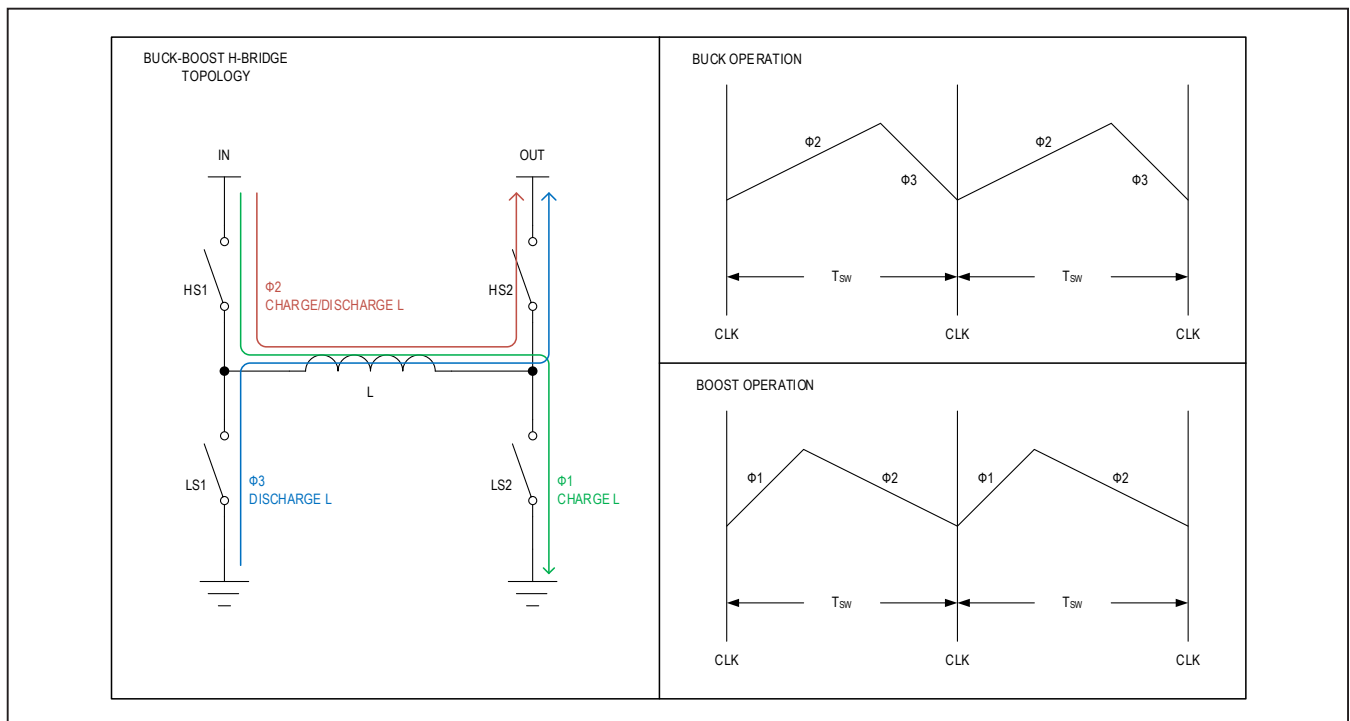 BUCK-BOOST H-BRIDGE
TOPOLOGY
IN
OUT
HS1
HS2
Φ2
CHARGE/DISCHARGE L
L
LS1
LS2
Φ3
DISCHARGE L
Φ1
CHARGE L
BUCK OPERATION
Φ2
Φ3
Φ2
Φ3
TSW
TSW
CLK
CLK
CLK
BOOST OPERATION
Φ1
Φ2
Φ1
Φ2
TSW
TSW
CLK
CLK
CLK